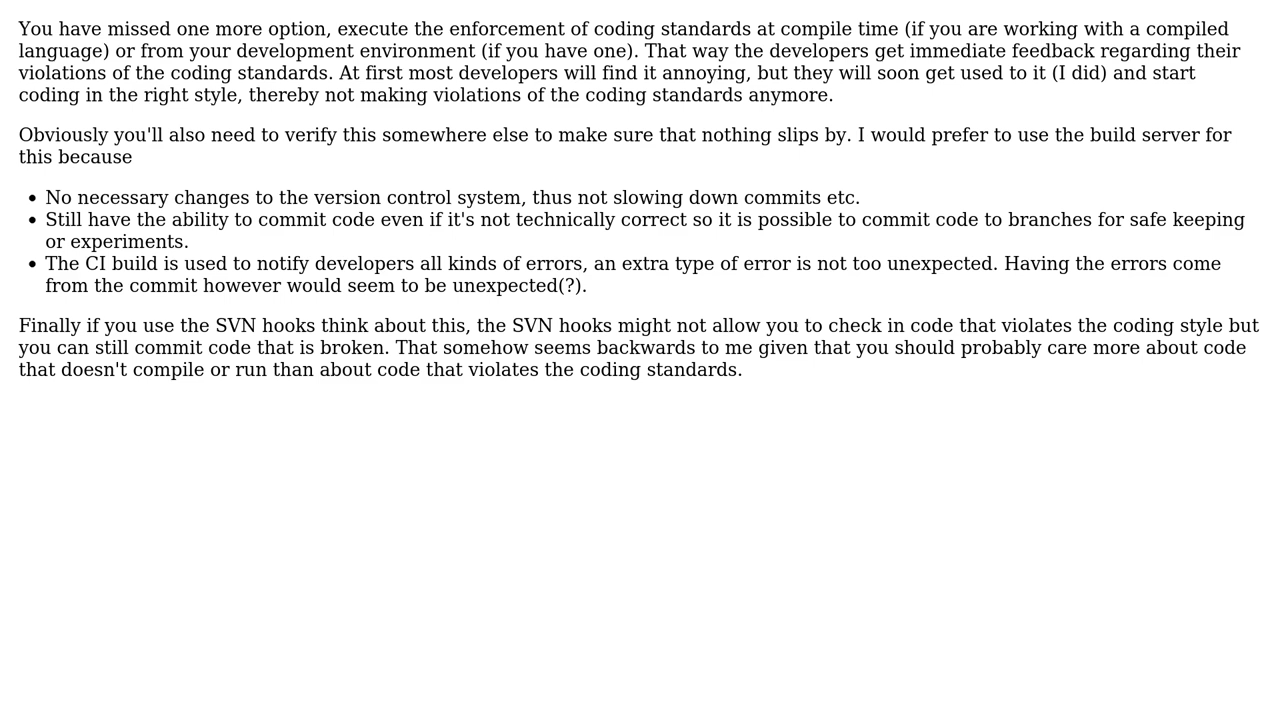 You have missed one more option, execute the enforcement of coding standards at compile time (if you are working with a compiled
language) or from your development environment (if you have one). That way the developers get immediate feedback regarding their
violations of the coding standards. At first most developers will find it annoying, but they will soon get used to it (I did) and start
coding in the right style, thereby not making violations of the coding standards anymore.
Obviously you'll also need to verify this somewhere else to make sure that nothing slips by. I would prefer to use the build server for
this because
• No necessary changes to the version control system, thus not slowing down commits etc.
• Still have the ability to commit code even if it's not technically correct so it is possible to commit code to branches for safe keeping
or experiments.
• The CI build is used to notify developers all kinds of errors, an extra type of error is not too unexpected. Having the errors come
from the commit however would seem to be unexpected(?).
Finally if you use the SVN hooks think about this, the SVN hooks might not allow you to check in code that violates the coding style but
you can still commit code that is broken. That somehow seems backwards to me given that you should probably care more about code
that doesn't compile or run than about code that violates the coding standards.